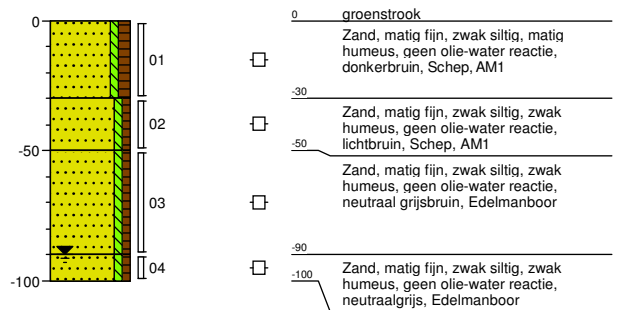 0
-50
-100
01
02
03
04
0 groenstrook
Zand, matig fijn, zwak siltig, matig
humeus, geen olie-water reactie,
donkerbruin, Schep, AM1
-30
Zand, matig fijn, zwak siltig, zwak
humeus, geen olie-water reactie,
lichtbruin, Schep, AM1
-50
Zand, matig fijn, zwak siltig, zwak
humeus, geen olie-water reactie,
neutraal grijsbruin, Edelmanboor
-90
Zand, matig fijn, zwak siltig, zwak
humeus, geen olie-water reactie,
neutraalgrijs, Edelmanboor
-100